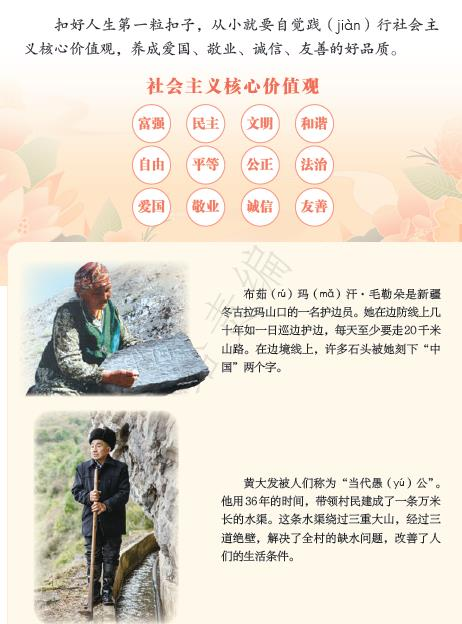 扣好人生第一粒扣子，从小就要自觉践（jiàn）行社会主
义核心价值观，养成爱国、敬业、诚信、友善的好品质。
社会主义核心价值观
富强 民主 文明 和谐
自由 平等 公正 法治
爱国 敬业 诚信 友善
布茹（rú）玛（mǎ）汗·毛勒朵是新疆
冬古拉玛山口的一名护边员。她在边防线上几
十年如一日巡边护边，每天至少要走20千米
山路。在边境线上，许多石头被她刻下“中
国”两个字。
黄大发被人们称为“当代愚（yú）公”。
他用36年的时间，带领村民建成了一条万米
长的水渠。这条水渠绕过三重大山，经过三
道绝壁，解决了全村的缺水问题，改善了人
们的生活条件。